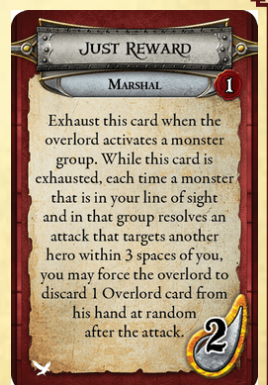 JUST REWARD
MARSHAL
1
Exhaust this card when the
overlord activates a monster
group. While this card is
exhausted, each time a monster
that is in your line of sight
and in that group resolves an
attack that targets another
hero within 3 spaces of you,
you may force the overlord to
discard 1 Overlord card from
his hand at random
after the attack.
2